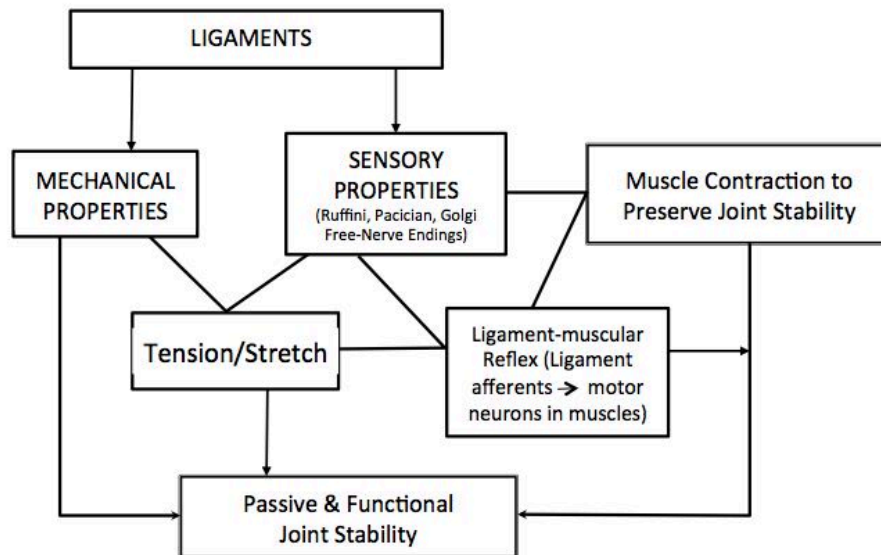 LIGAMENTS
MECHANICAL
PROPERTIES
SENSORY
PROPERTIES
(Ruffini, Pacician, Golgi
Free-Nerve Endings)
Muscle Contraction to
Preserve Joint Stability
Tension/Stretch
Ligament-muscular
Reflex (Ligament
afferents → motor
neurons in muscles)
Passive & Functional
Joint Stability